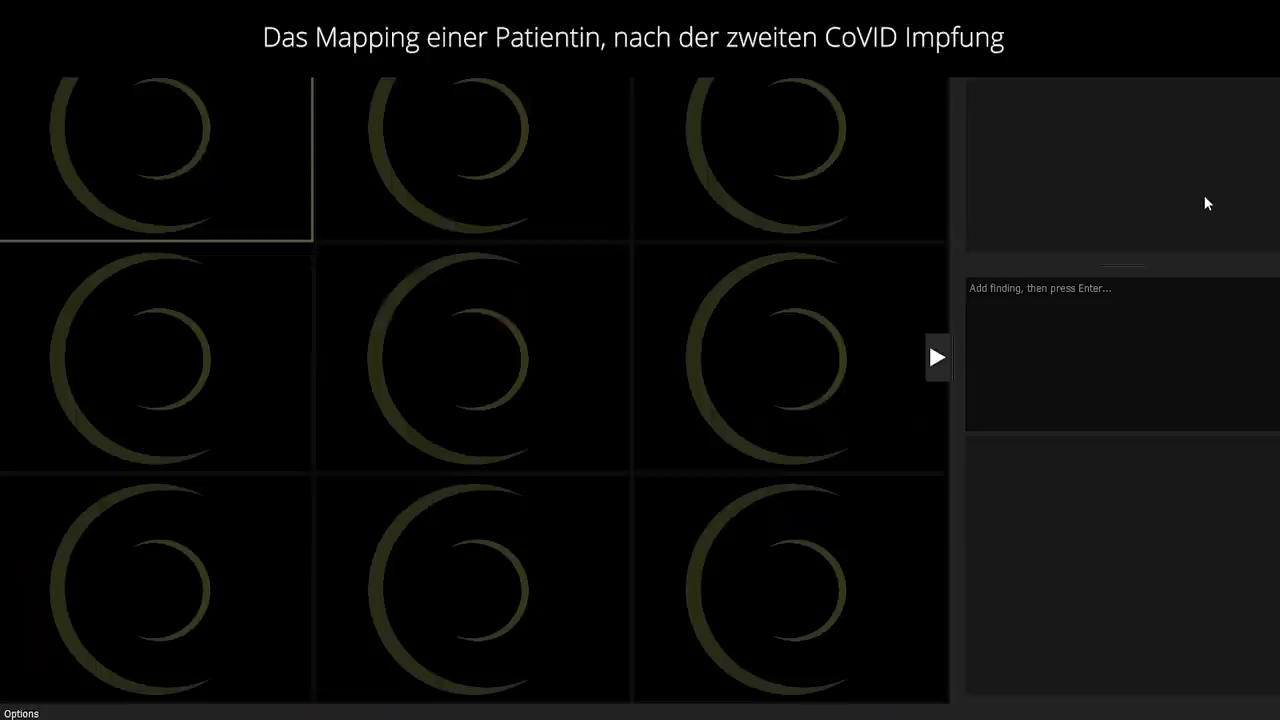 Das Mapping einer Patientin, nach der zweiten CoVID Impfung
Add finding, then press Enter...
Options